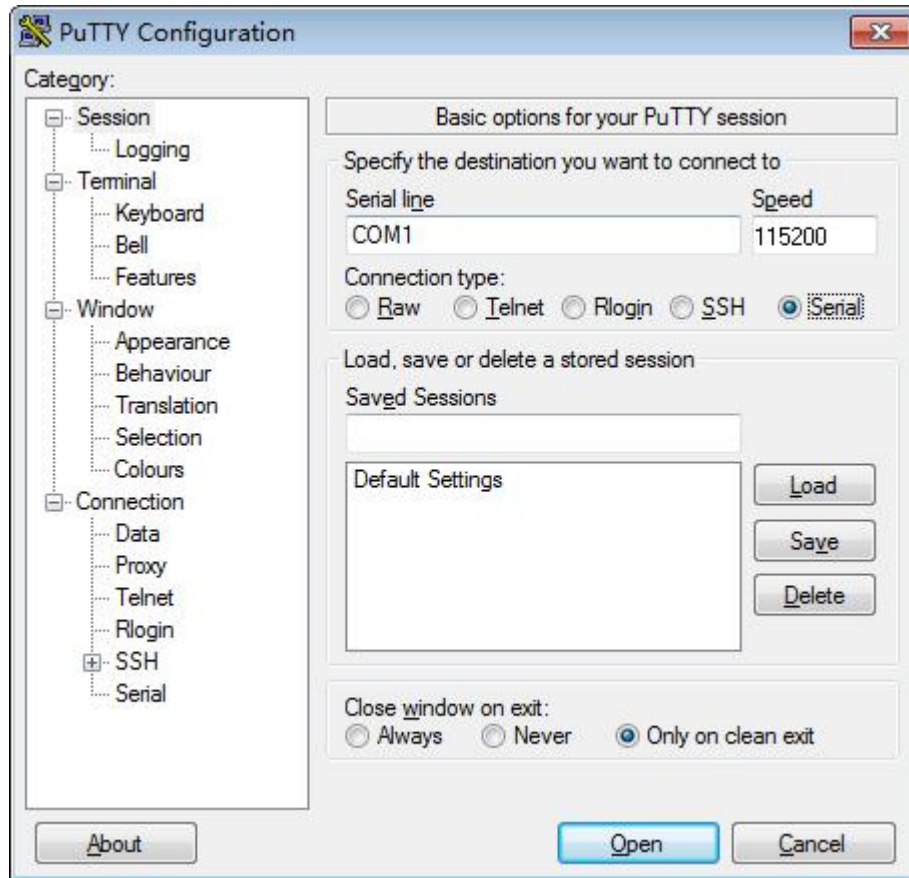 PuTTY Configuration
Category:
Session
Logging
Terminal
Keyboard
Bell
Features
Window
Appearance
Behaviour
Translation
Selection
Colours
Connection
Data
Proxy
Telnet
Rlogin
SSH
Serial
Basic options for your PuTTY session
Specify the destination you want to connect to
Serial line Speed
COM1 115200
Connection type:
Raw Telnet Rlogin SSH Serial
Load, save or delete a stored session
Saved Sessions
Default Settings
Load
Save
Delete
Close window on exit:
Always Never Only on clean exit
About Open Cancel